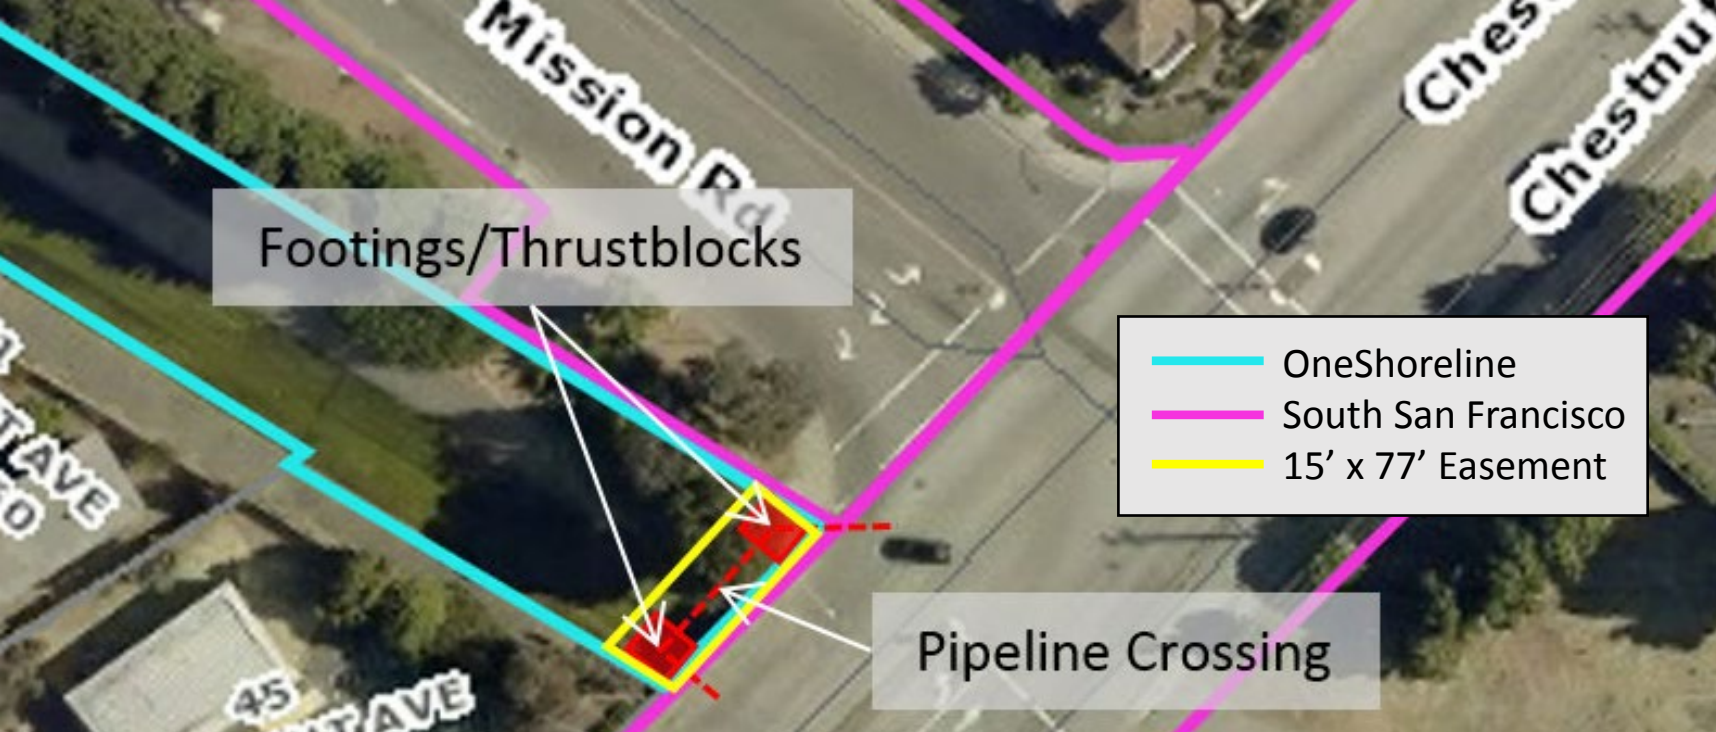 Mission Rd
Ches
Chestnu
Footings/Thrustblocks
OneShoreline
South San Francisco
15’ x 77’ Easement
T AVE
Pipeline Crossing
45
T AVE